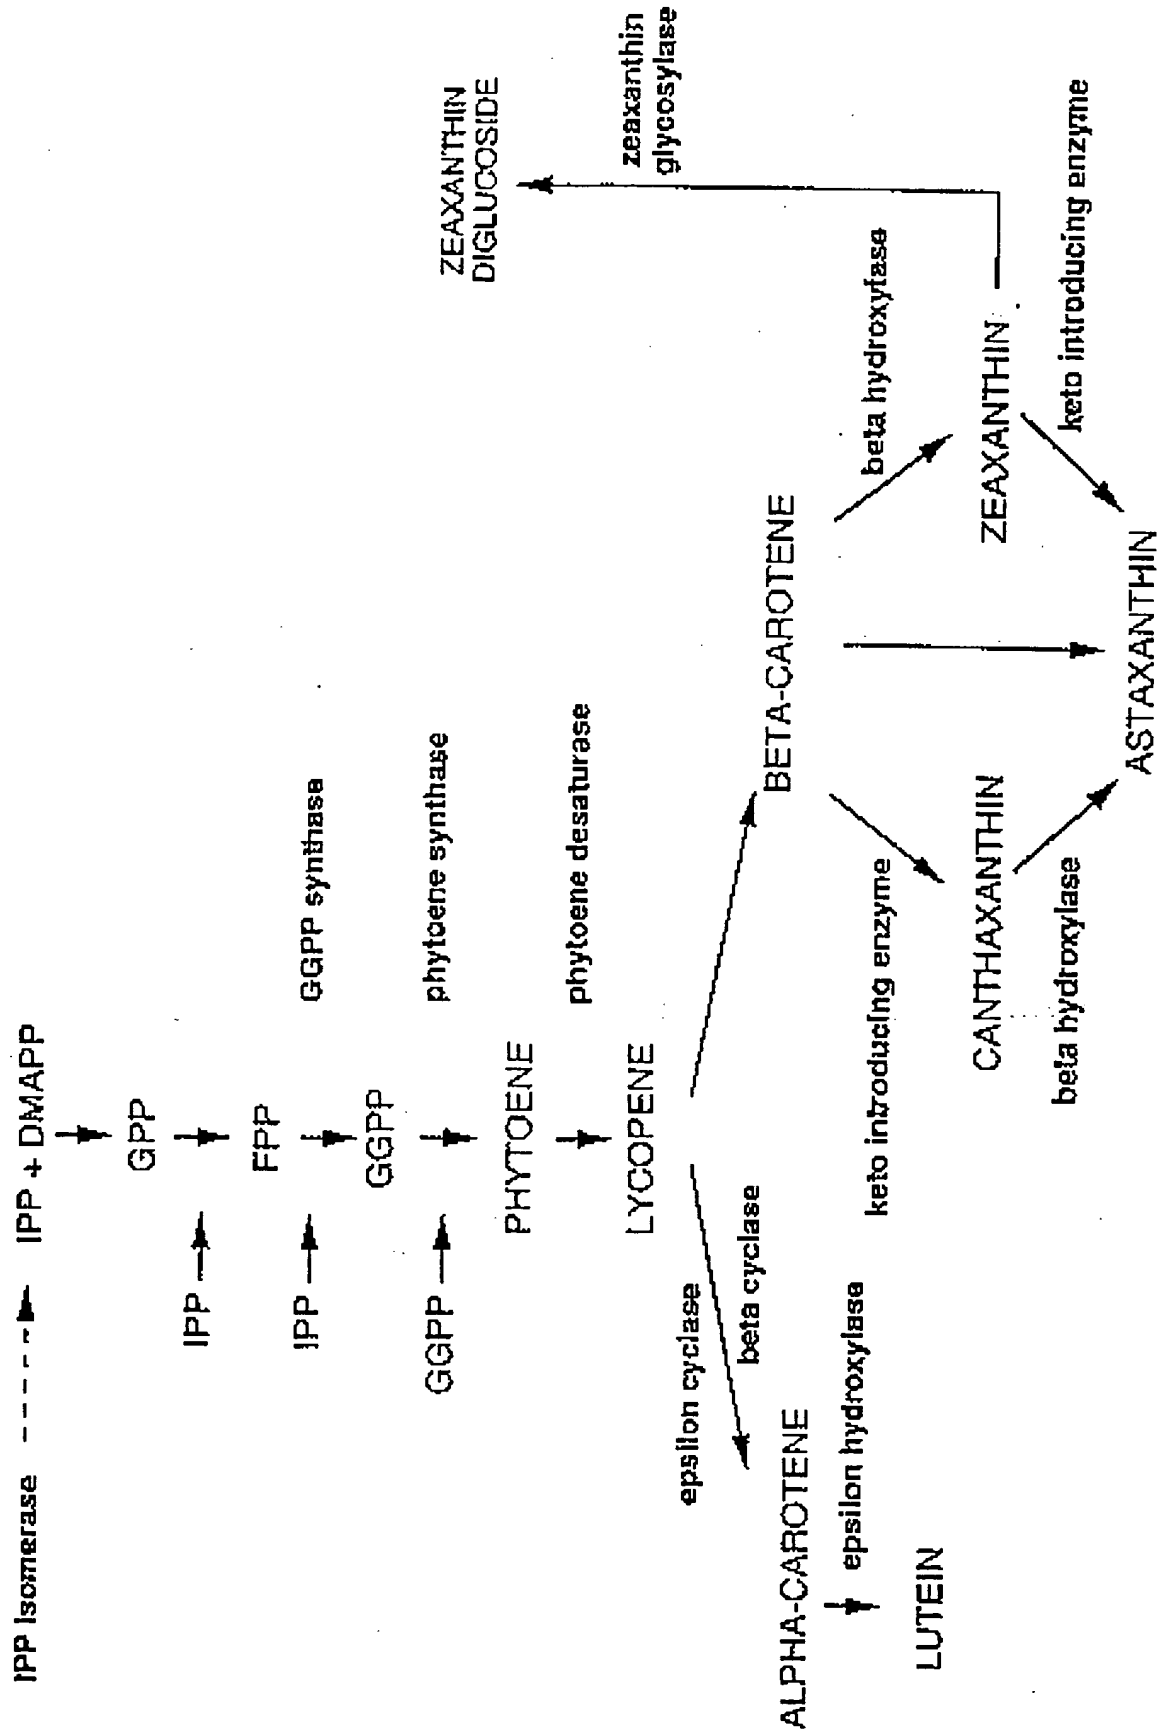 IPP Isomerase
IPP + DMAPP
GPP
IPP
FPP
IPP
GGPP synthase
GGPP
GGPP
phytoene synthase
PHYTOENE
phytoene desaturase
LYCOPENE
epsilon cyclase
beta cyclase
ALPHA-CAROTENE
BETA-CAROTENE
epsilon hydroxylase
LUTEIN
keto introducing enzyme
beta hydroxylase
CANTHAXANTHIN
ZEAXANTHIN
beta hydroxylase
keto introducing enzyme
ASTAXANTHIN
ZEAXANTHIN
DIGLUCOSIDE
zeaxanthin
glycosylase